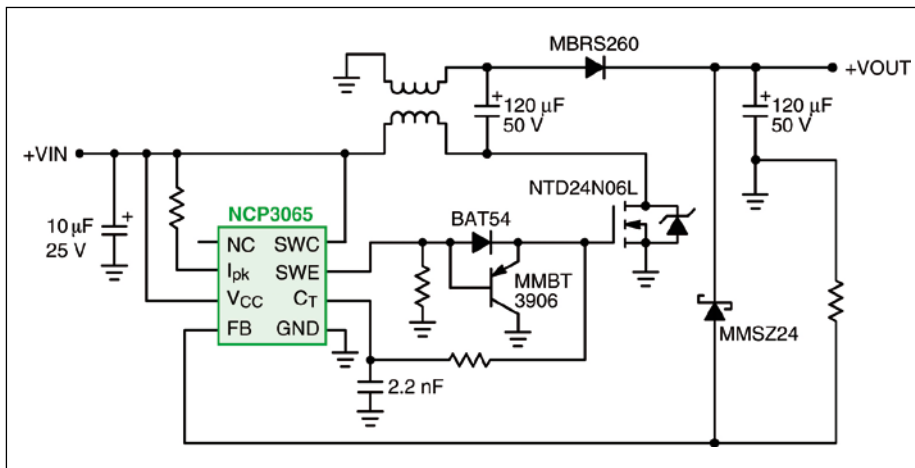 MBRS260
+VOUT
+
120 μF
50 V
+
120 μF
50 V
+VIN
NTD24N06L
+
10 μF
25 V
NCP3065
BAT54
NC SWC
Ipk SWE
VCC CT
FB GND
MMBT
3906
MMSZ24
2.2 nF